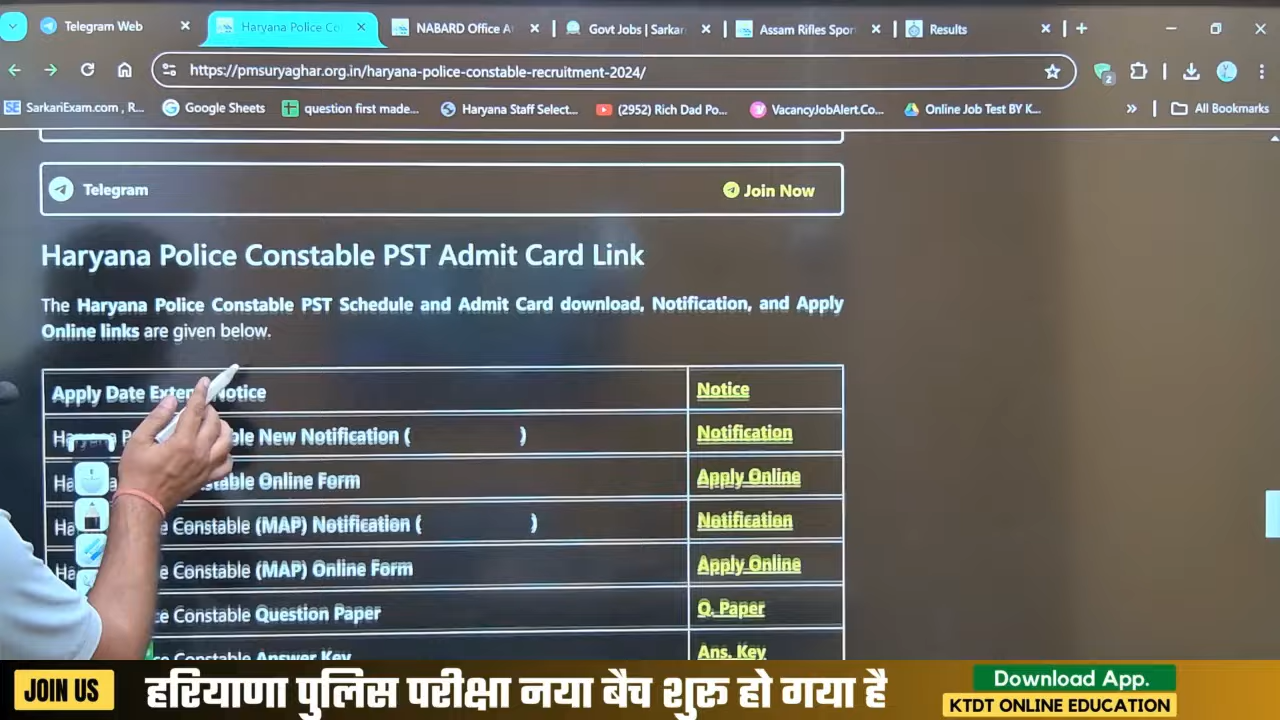 Telegram Web
Haryana Police Co
NABARD Office A
Govt Jobs | Sarkar
Assam Rifles Spor
Results
https://pmsuryaghar.org.in/haryana-police-constable-recruitment-2024/
2
SarkariExam.com , R...
Google Sheets
question first made...
Haryana Staff Select...
(2952) Rich Dad Po...
VacancyJobAlert.Co...
Online Job Test BY K...
All Bookmarks
Telegram
Join Now
Haryana Police Constable PST Admit Card Link
The Haryana Police Constable PST Schedule and Admit Card download, Notification, and Apply
Online links are given below.
Apply Date Notice
Notice
New Notification ( )
Notification
Online Form
Apply Online
Constable (MAP) Notification ( )
Notification
Constable (MAP) Online Form
Apply Online
Constable Question Paper
Q. Paper
Constable Answer Key
Ans. Key
JOIN US
हरियाणा पुलिस परीक्षा नया बैच शुरू हो गया है
Download App.
KTDT ONLINE EDUCATION